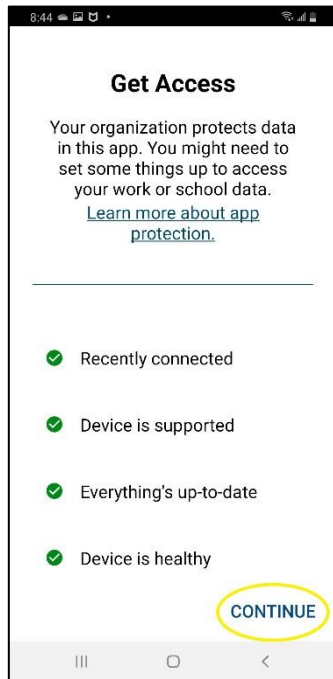 8:44
Get Access
Your organization protects data
in this app. You might need to
set some things up to access
your work or school data.
Learn more about app
protection.
Recently connected
Device is supported
Everything's up-to-date
Device is healthy
CONTINUE